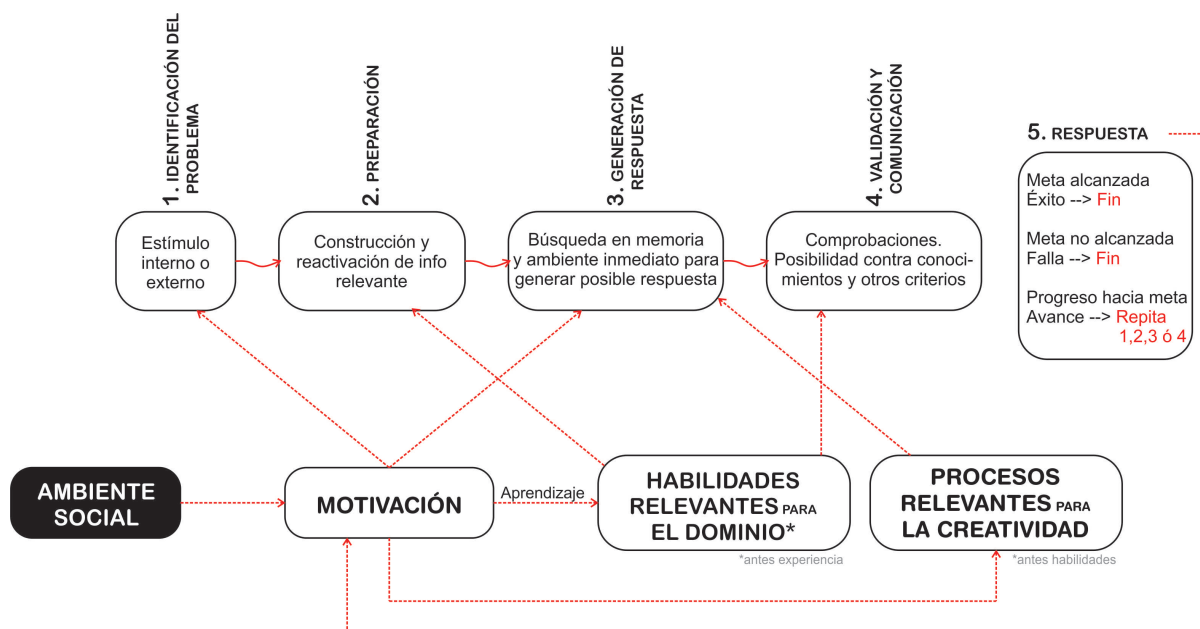 1. IDENTIFICACIÓN DEL
PROBLEMA
2. PREPARACIÓN
3. GENERACIÓN DE
RESPUESTA
4. VALIDACIÓN Y
COMUNICACIÓN
5. RESPUESTA
Estímulo
interno o
externo
Construcción y
reactivación de info
relevante
Búsqueda en memoria
y ambiente inmediato para
generar posible respuesta
Comprobaciones.
Posibilidad contra conoci-
mientos y otros criterios
Meta alcanzada
Éxito --> Fin
Meta no alcanzada
Falla --> Fin
Progreso hacia meta
Avance --> Repita
1,2,3 ó 4
AMBIENTE
SOCIAL
MOTIVACIÓN
Aprendizaje
HABILIDADES
RELEVANTES PARA
EL DOMINIO*
*antes experiencia
PROCESOS
RELEVANTES PARA
LA CREATIVIDAD
*antes habilidades